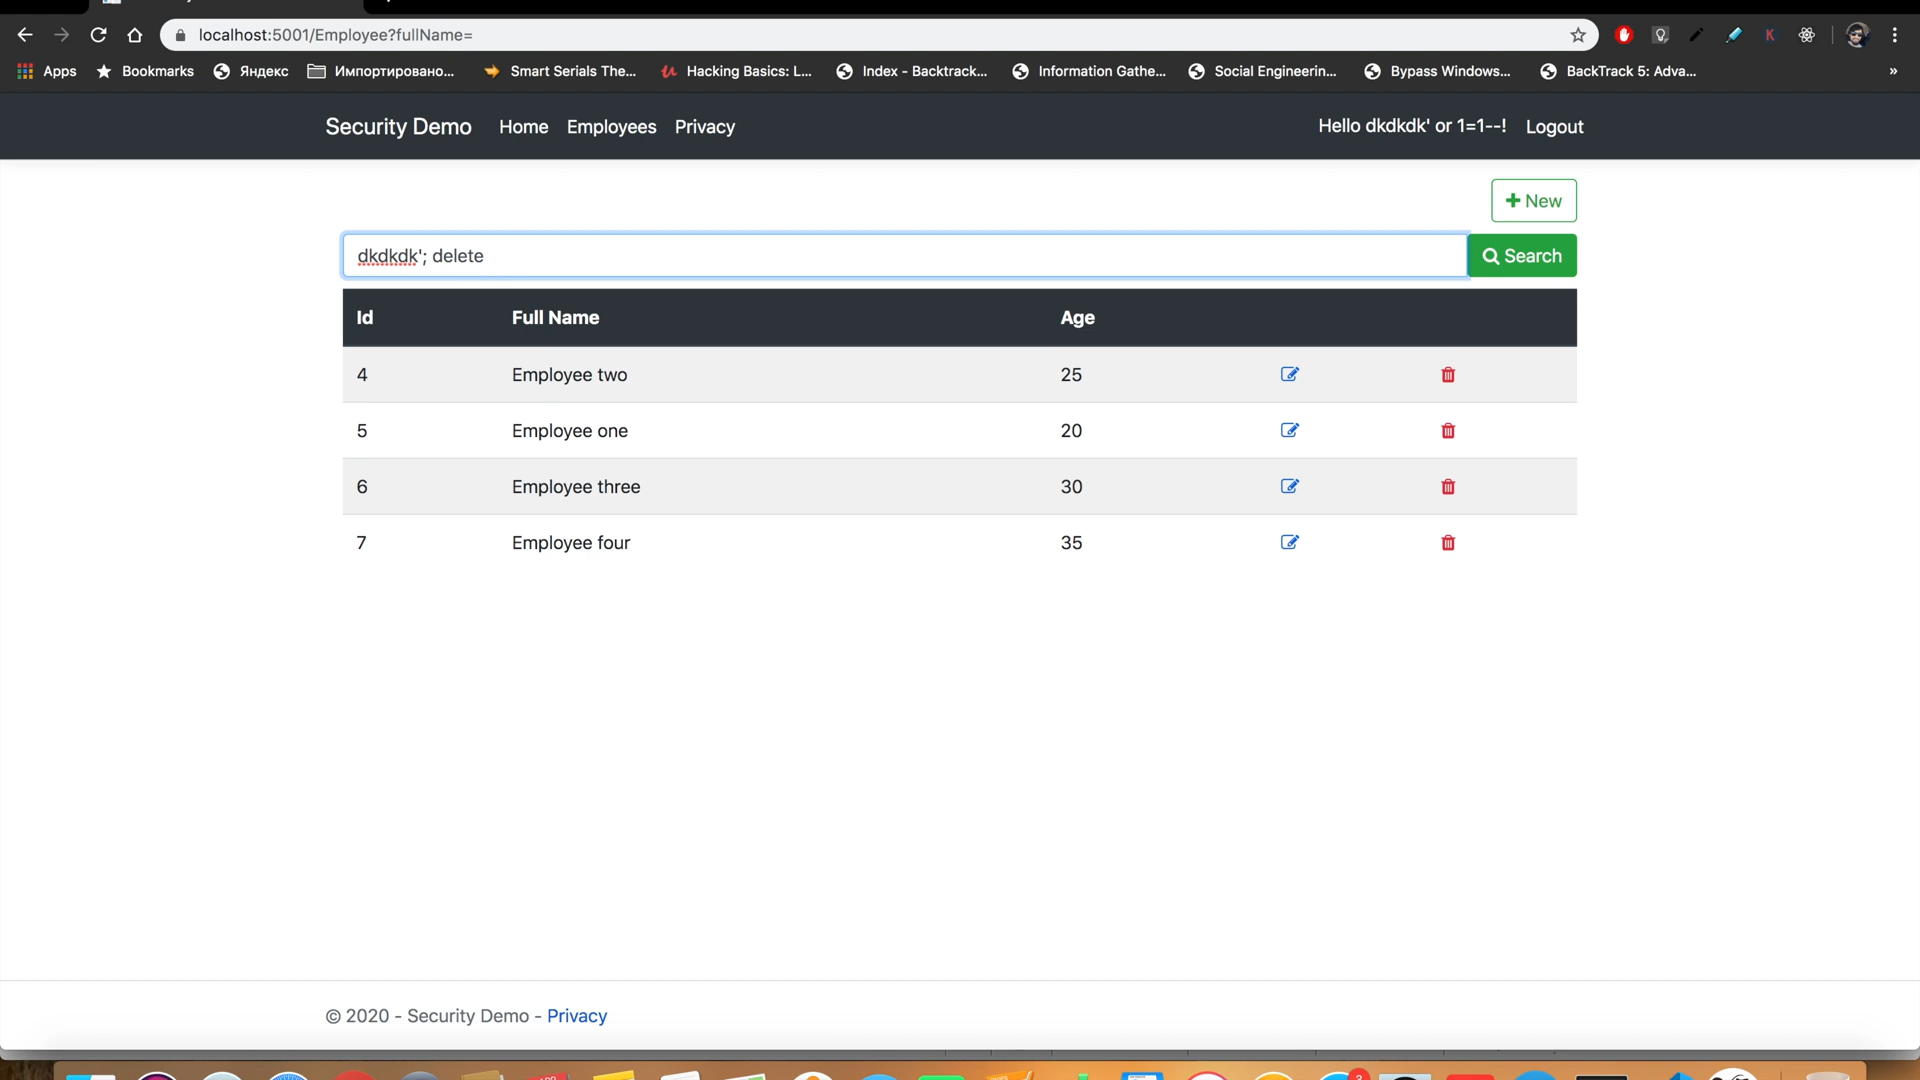 localhost:5001/Employee?fullName=
Apps Bookmarks Яндекс Импортировано... Smart Serials The... Hacking Basics: L... Index - Backtrack... Information Gathe... Social Engineerin... Bypass Windows... BackTrack 5: Adva... »
Security Demo Home Employees Privacy Hello dkdkdk' or 1=1--! Logout
New
dkdkdk'; delete Search
Id Full Name Age
4 Employee two 25
5 Employee one 20
6 Employee three 30
7 Employee four 35
© 2020 - Security Demo - Privacy